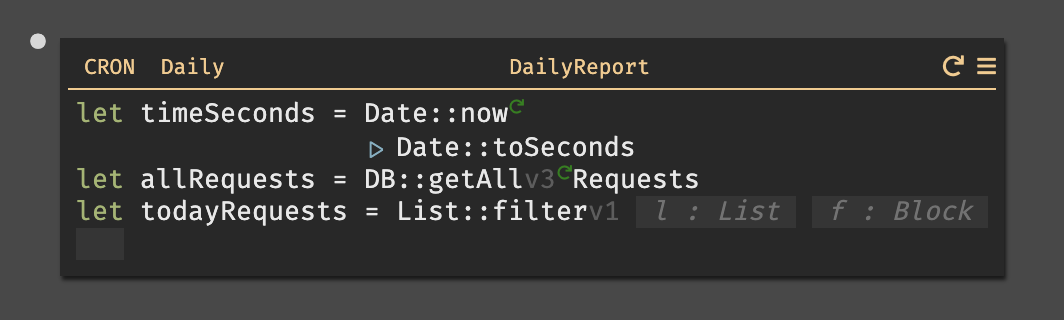 CRON Daily DailyReport
let timeSeconds = Date::now
Date::toSeconds
let allRequests = DB::getAllv3 Requests
let todayRequests = List::filterv1 l : List f : Block